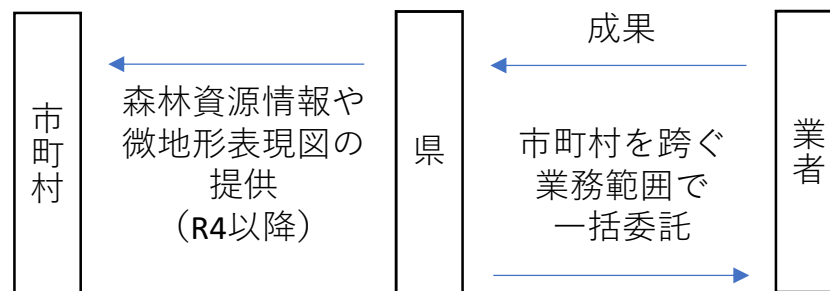 市町村
森林資源情報や
微地形表現図の
提供
（R4以降）
県
成果
市町村を跨ぐ
業務範囲で
一括委託
業者